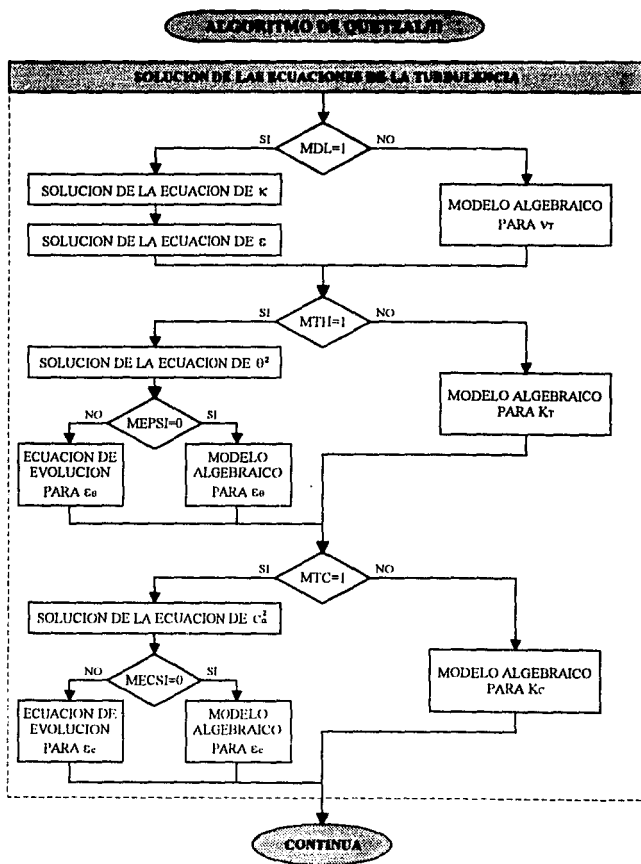 ALGORITMO DE QUETZAL/II
SOLUCION DE LAS ECUACIONES DE LA TURBULENCIA
SI
MDL=1
NO
SOLUCION DE LA ECUACION DE κ
SOLUCION DE LA ECUACION DE ε
MODELO ALGEBRAICO
PARA νT
SI
MTH=1
NO
SOLUCION DE LA ECUACION DE θ²
MODELO ALGEBRAICO
PARA KT
NO
MEPSI=0
SI
ECUACION DE
EVOLUCION
PARA εθ
MODELO
ALGEBRAICO
PARA εθ
SI
MTC=1
NO
SOLUCION DE LA ECUACION DE
MODELO ALGEBRAICO
PARA KC
NO
MECSI=0
SI
ECUACION DE
EVOLUCION
PARA εc
MODELO
ALGEBRAICO
PARA εc
CONTINUA